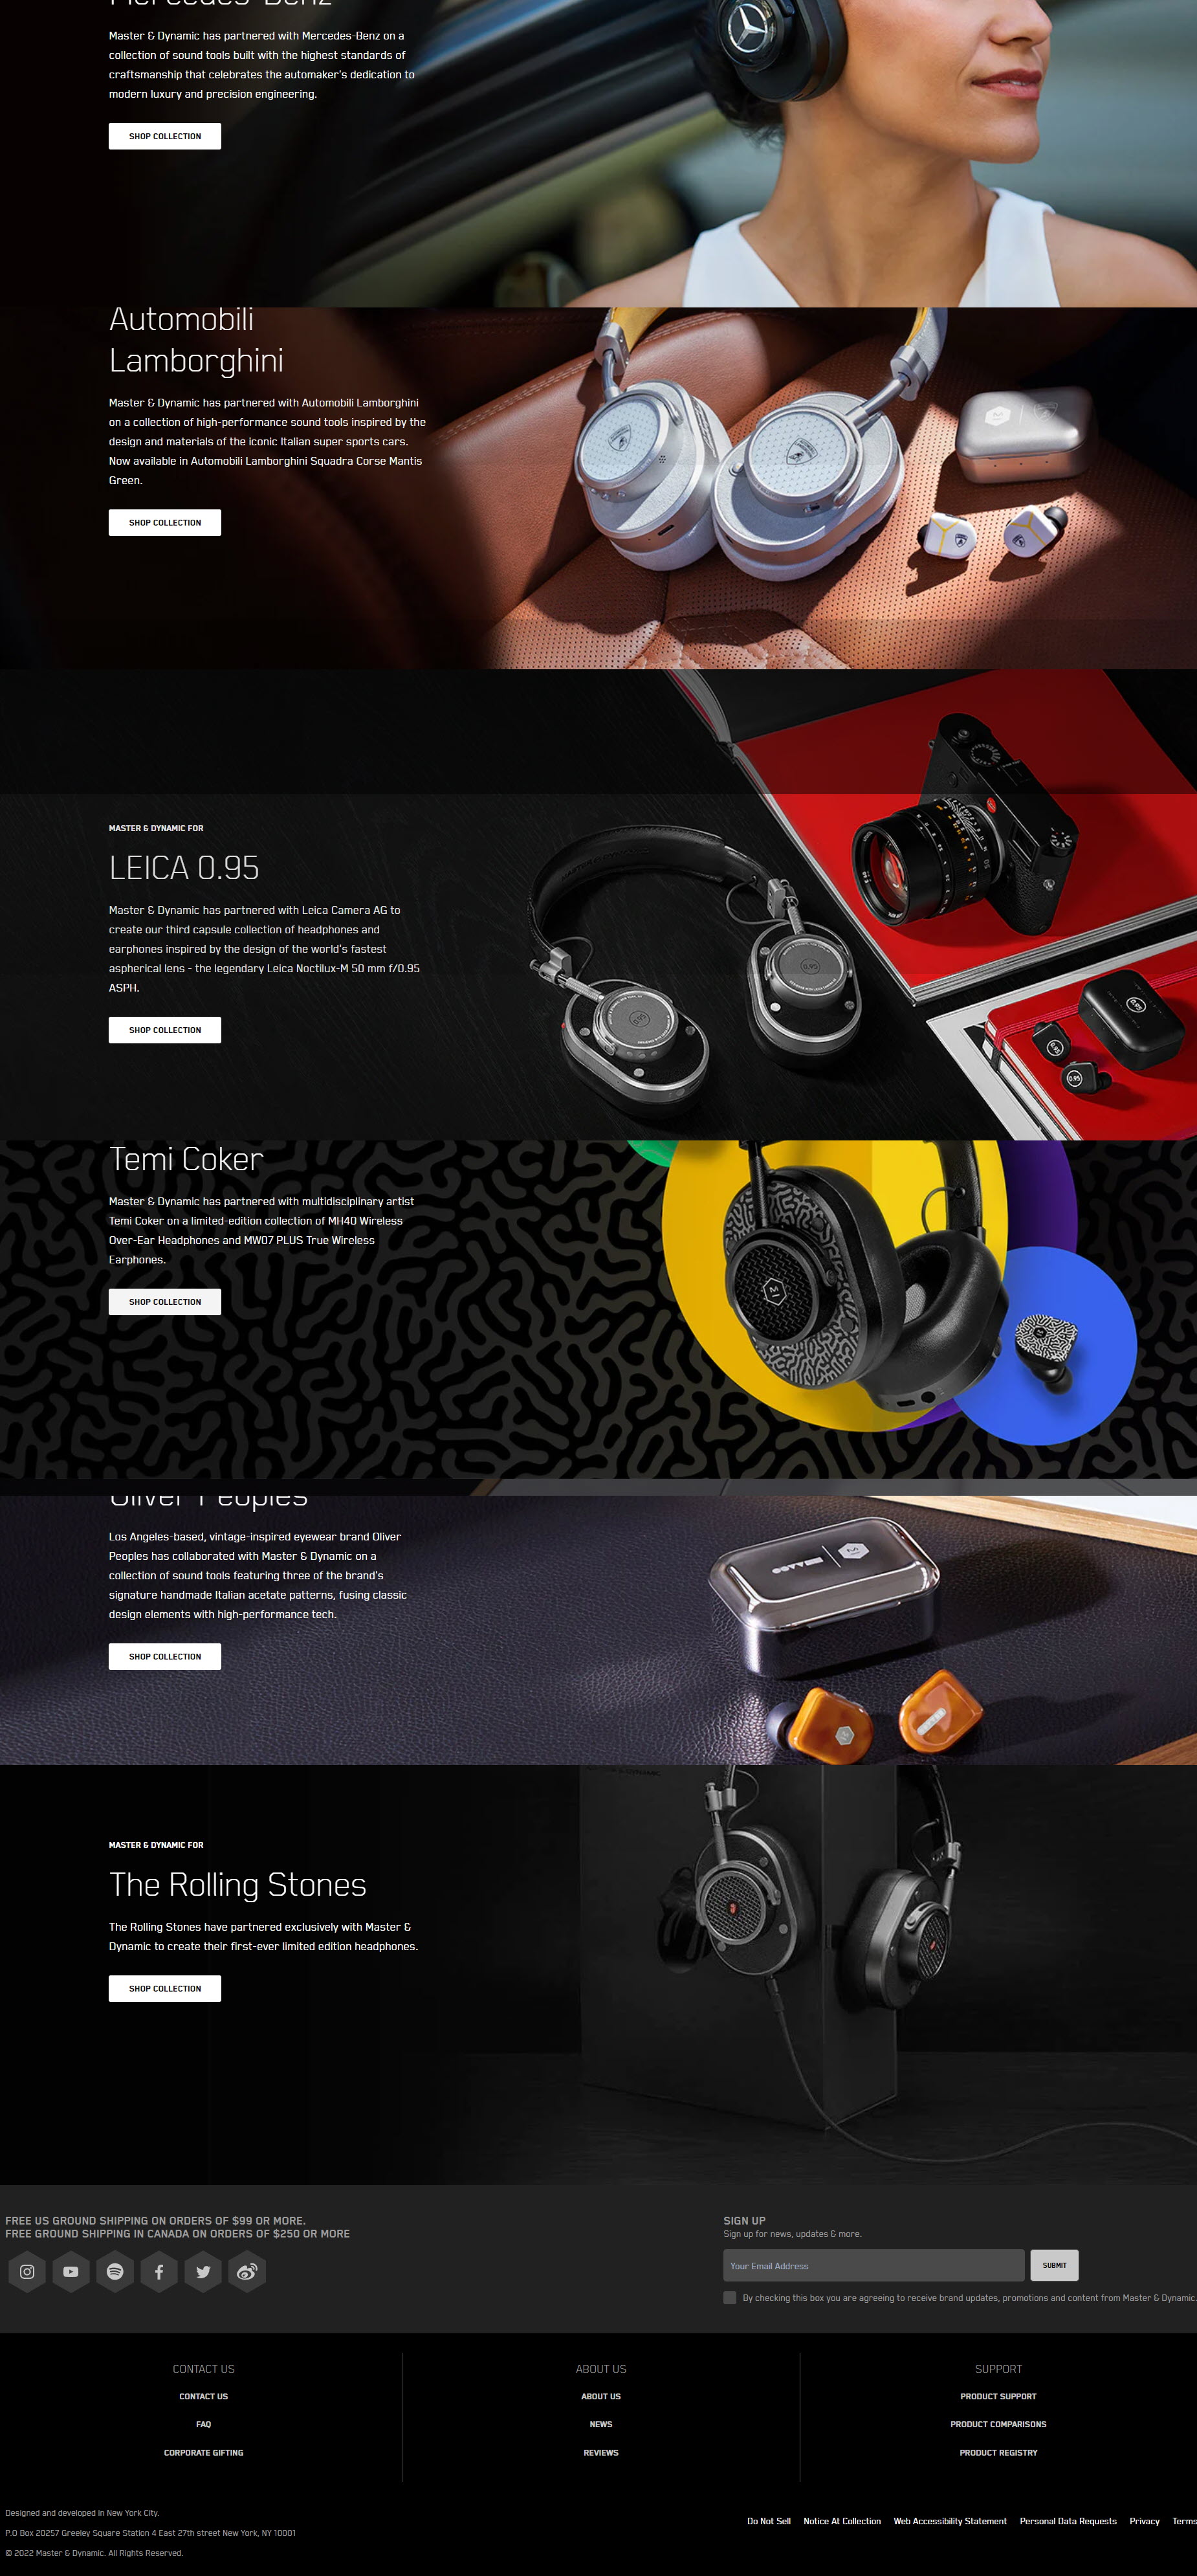 Mercedes-Benz
Master & Dynamic has partnered with Mercedes-Benz on a
collection of sound tools built with the highest standards of
craftsmanship that celebrates the automaker's dedication to
modern luxury and precision engineering.
SHOP COLLECTION
Automobili
Lamborghini
Master & Dynamic has partnered with Automobili Lamborghini
on a collection of high-performance sound tools inspired by the
design and materials of the iconic Italian super sports cars.
Now available in Automobili Lamborghini Squadra Corse Mantis
Green.
SHOP COLLECTION
MASTER & DYNAMIC FOR
LEICA 0.95
Master & Dynamic has partnered with Leica Camera AG to
create our third capsule collection of headphones and
earphones inspired by the design of the world's fastest
aspherical lens - the legendary Leica Noctilux-M 50 mm f/0.95
ASPH.
SHOP COLLECTION
0.95
0.95
0.95
0.95
0.95
Temi Coker
Master & Dynamic has partnered with multidisciplinary artist
Temi Coker on a limited-edition collection of MH40 Wireless
Over-Ear Headphones and MW07 PLUS True Wireless
Earphones.
SHOP COLLECTION
Oliver Peoples
Los Angeles-based, vintage-inspired eyewear brand Oliver
Peoples has collaborated with Master & Dynamic on a
collection of sound tools featuring three of the brand's
signature handmade Italian acetate patterns, fusing classic
design elements with high-performance tech.
SHOP COLLECTION
MASTER & DYNAMIC FOR
The Rolling Stones
The Rolling Stones have partnered exclusively with Master &
Dynamic to create their first-ever limited edition headphones.
SHOP COLLECTION
FREE US GROUND SHIPPING ON ORDERS OF $99 OR MORE.
FREE GROUND SHIPPING IN CANADA ON ORDERS OF $250 OR MORE
SIGN UP
Sign up for news, updates & more.
Your Email Address
SUBMIT
By checking this box you are agreeing to receive brand updates, promotions and content from Master & Dynamic.
CONTACT US
CONTACT US
FAQ
CORPORATE GIFTING
ABOUT US
ABOUT US
NEWS
REVIEWS
SUPPORT
PRODUCT SUPPORT
PRODUCT COMPARISONS
PRODUCT REGISTRY
Designed and developed in New York City.
P.O Box 20257 Greeley Square Station 4 East 27th street New York, NY 10001
© 2022 Master & Dynamic. All Rights Reserved.
Do Not Sell Notice At Collection Web Accessibility Statement Personal Data Requests Privacy Terms